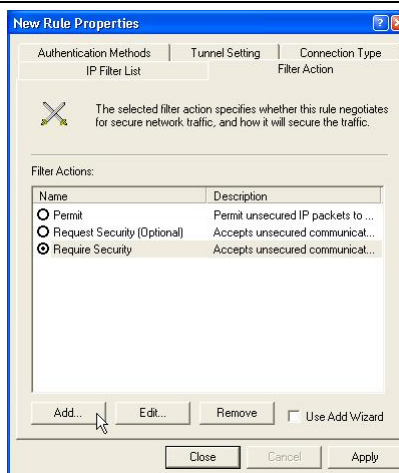 New Rule Properties
Authentication Methods Tunnel Setting Connection Type
IP Filter List Filter Action
The selected filter action specifies whether this rule negotiates
for secure network traffic, and how it will secure the traffic.
Filter Actions:
Name Description
Permit Permit unsecured IP packets to ...
Request Security (Optional) Accepts unsecured communicat...
Require Security Accepts unsecured communicat...
Add... Edit... Remove Use Add Wizard
Close Cancel Apply